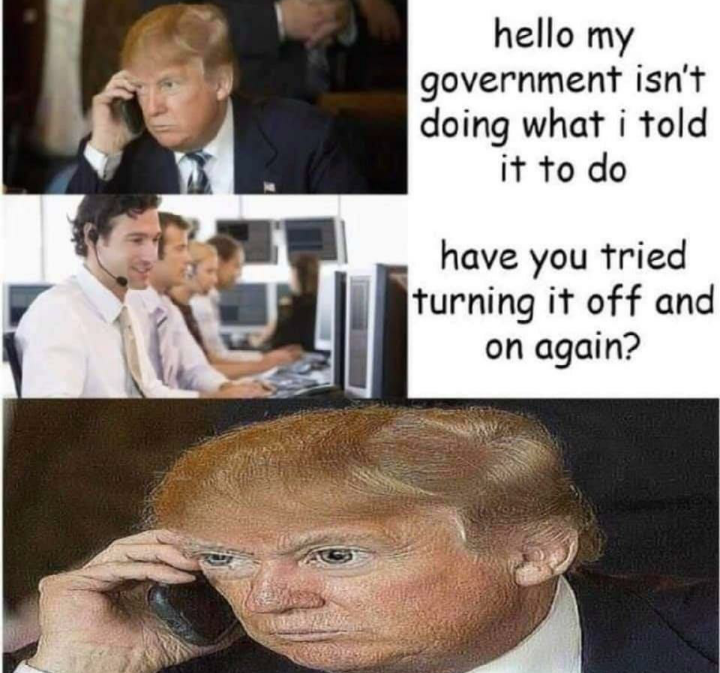 hello my
government isn't
doing what i told
it to do
have you tried
turning it off and
on again?